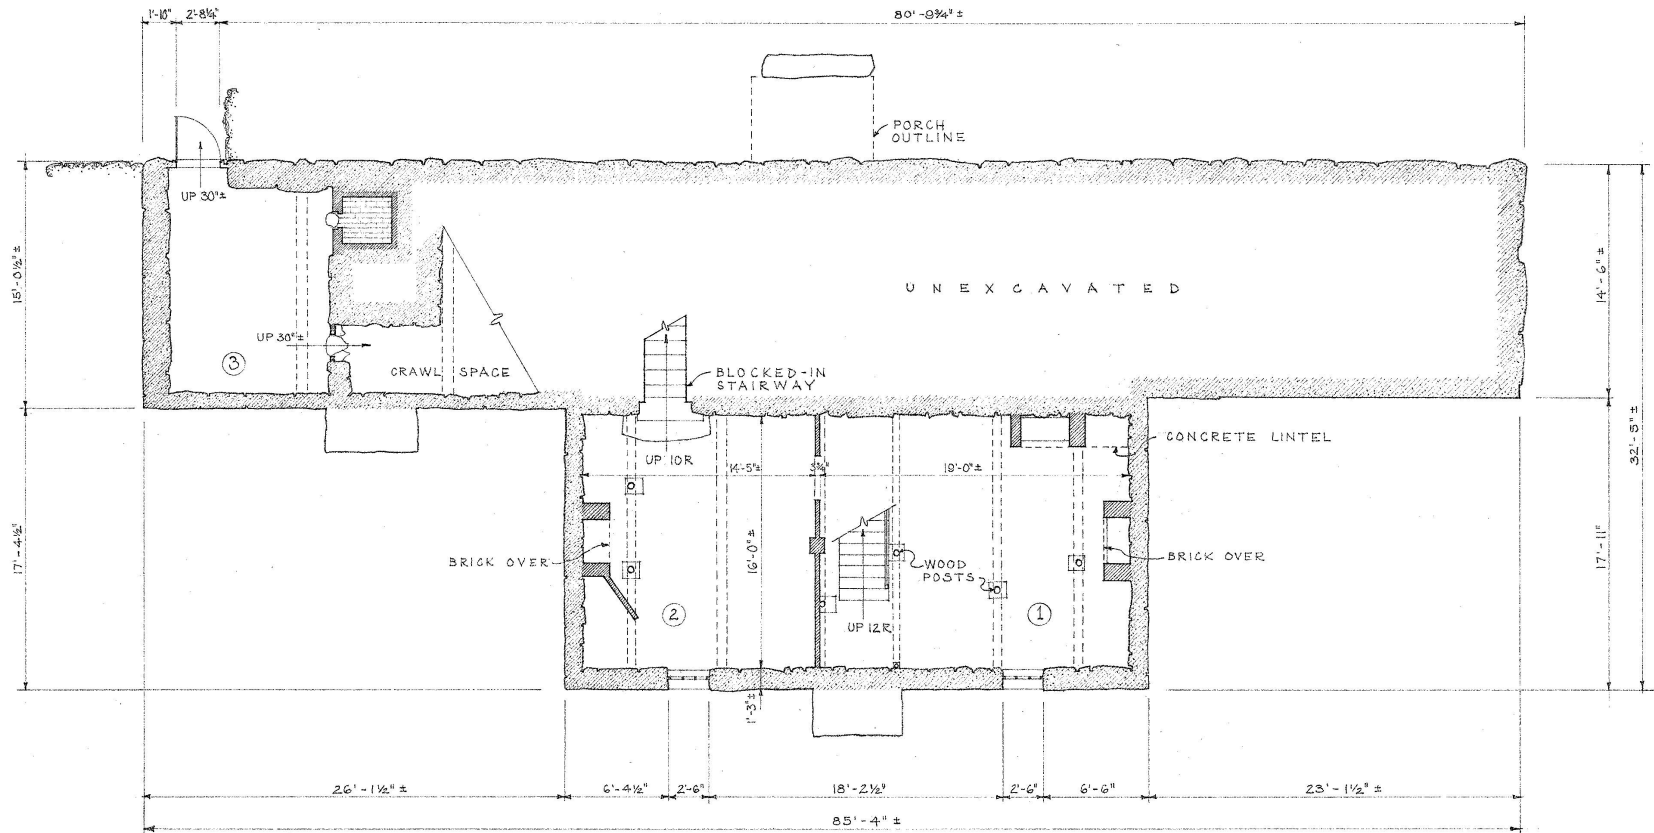 1'-10"
2'-8¼"
80'-9¾" ±
PORCH
OUTLINE
UP 30"±
15'-0½" ±
14'-6" ±
32'-5" ±
UNEXCAVATED
UP 30"±
3
CRAWL SPACE
BLOCKED-IN
STAIRWAY
CONCRETE LINTEL
UP 10R
14'-5"±
5¾"
19'-0"±
17'-4½"
16'-0"±
17'-11"
BRICK OVER
WOOD
POSTS
BRICK OVER
2
1
UP 12R
1'-3"±
26'-1½" ±
6'-4½"
2'-6"
18'-2½"
2'-6"
6'-6"
23'-1½" ±
85'-4" ±